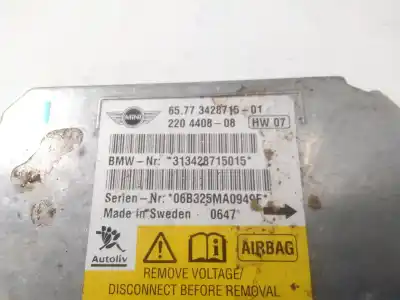 MINI
65.77 3428715-01
220 4408-08 HW 07
BMW-Nr: *313428715015*
Serien-Nr: *06B325MA0949E*
Made in Sweden 0647
Autoliv
AIRBAG
REMOVE VOLTAGE/
DISCONNECT BEFORE REMOVAL